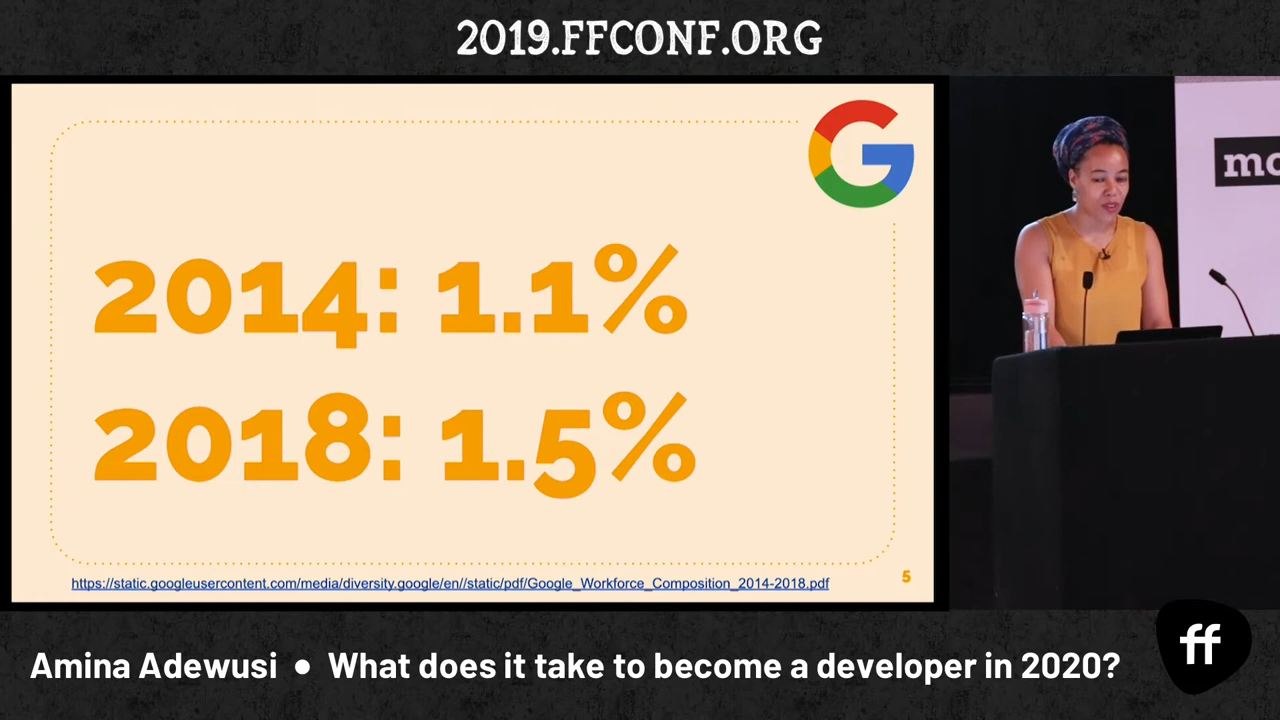 2019.FFCONF.ORG
2014: 1.1%
2018: 1.5%
https://static.googleusercontent.com/media/diversity.google/en//static/pdf/Google_Workforce_Composition_2014-2018.pdf
5
Amina Adewusi • What does it take to become a developer in 2020?
ff